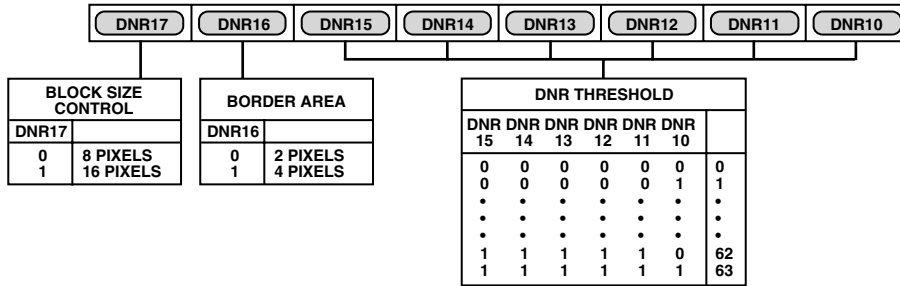 DNR17 DNR16 DNR15 DNR14 DNR13 DNR12 DNR11 DNR10
BLOCK SIZE
CONTROL
DNR17
0 8 PIXELS
1 16 PIXELS
BORDER AREA
DNR16
0 2 PIXELS
1 4 PIXELS
DNR THRESHOLD
DNR DNR DNR DNR DNR DNR
15 14 13 12 11 10
0 0 0 0 0 0 0
0 0 0 0 0 1 1
• • • • • • •
• • • • • • •
• • • • • • •
1 1 1 1 1 0 62
1 1 1 1 1 1 63